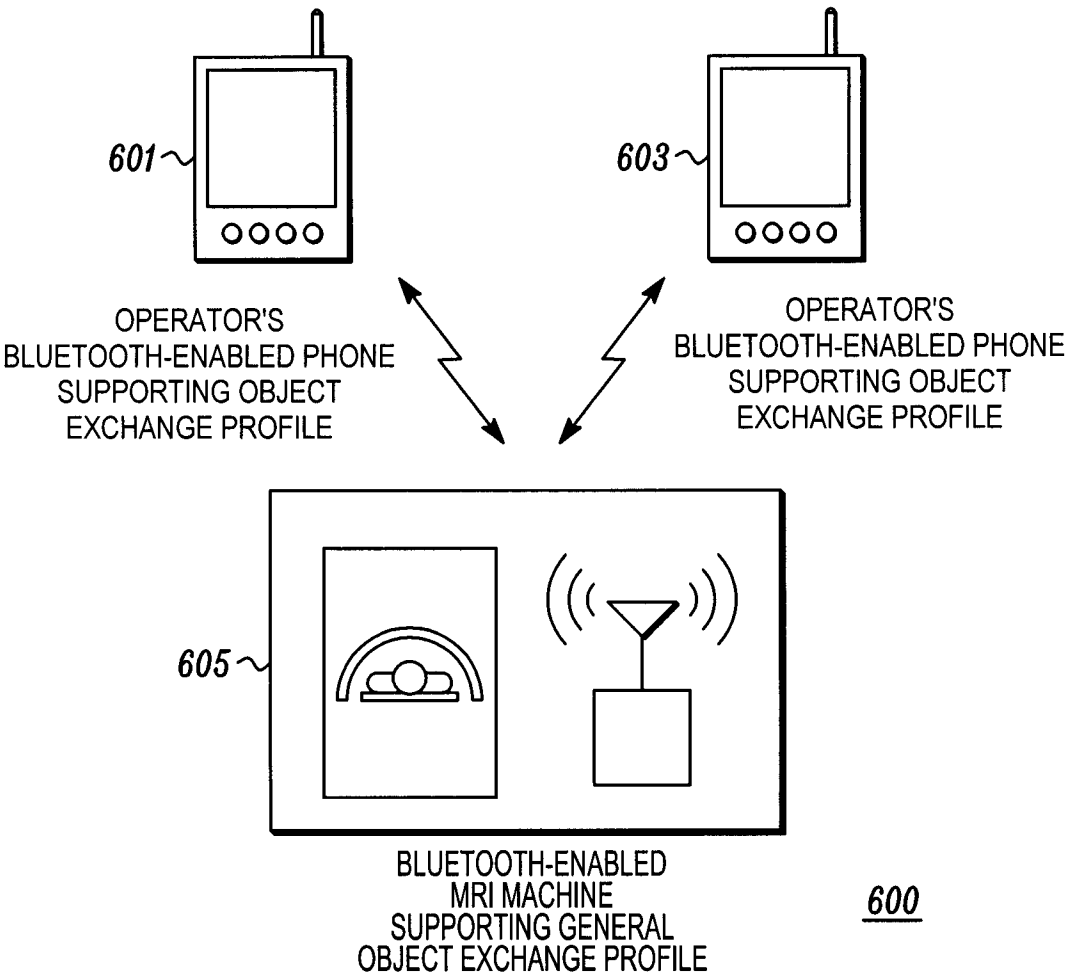 601
603
OPERATOR'S
BLUETOOTH-ENABLED PHONE
SUPPORTING OBJECT
EXCHANGE PROFILE
OPERATOR'S
BLUETOOTH-ENABLED PHONE
SUPPORTING OBJECT
EXCHANGE PROFILE
605
BLUETOOTH-ENABLED
MRI MACHINE
SUPPORTING GENERAL
OBJECT EXCHANGE PROFILE
600